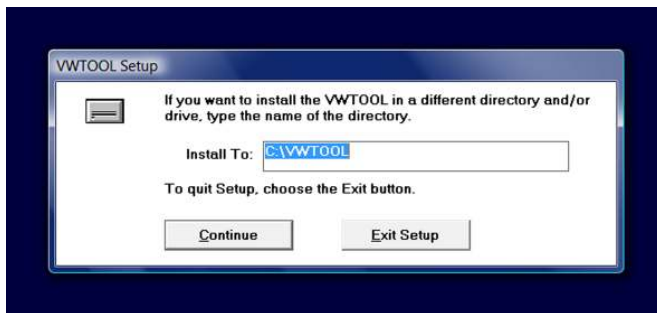 VWTOOL Setup
If you want to install the VWTOOL in a different directory and/or
drive, type the name of the directory.
Install To: C:\VWTOOL
To quit Setup, choose the Exit button.
Continue Exit Setup